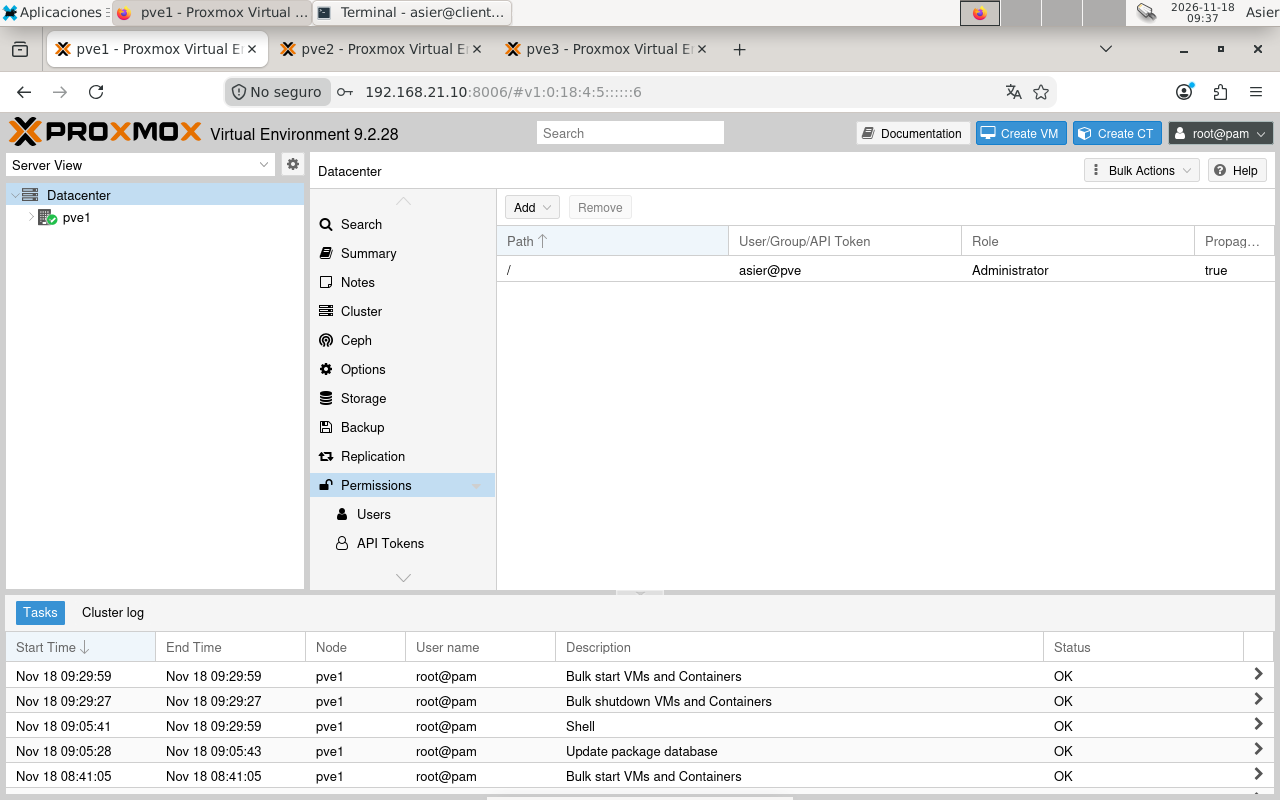 Aplicaciones
pve1 - Proxmox Virtual ...
Terminal - asier@client...
2026-11-18
09:37
Asier
pve1 - Proxmox Virtual E
pve2 - Proxmox Virtual E
pve3 - Proxmox Virtual E
No seguro
192.168.21.10:8006/#v1:0:18:4:5::::::6
PROXMOX
Virtual Environment 9.2.28
Search
Documentation
Create VM
Create CT
root@pam
Server View
Datacenter
pve1
Datacenter
Bulk Actions
Help
Search
Summary
Notes
Cluster
Ceph
Options
Storage
Backup
Replication
Permissions
Users
API Tokens
Add
Remove
Path User/Group/API Token Role Propag...
/ asier@pve Administrator true
Tasks
Cluster log
Start Time End Time Node User name Description Status
Nov 18 09:29:59 Nov 18 09:29:59 pve1 root@pam Bulk start VMs and Containers OK
Nov 18 09:29:27 Nov 18 09:29:27 pve1 root@pam Bulk shutdown VMs and Containers OK
Nov 18 09:05:41 Nov 18 09:29:59 pve1 root@pam Shell OK
Nov 18 09:05:28 Nov 18 09:05:43 pve1 root@pam Update package database OK
Nov 18 08:41:05 Nov 18 08:41:05 pve1 root@pam Bulk start VMs and Containers OK